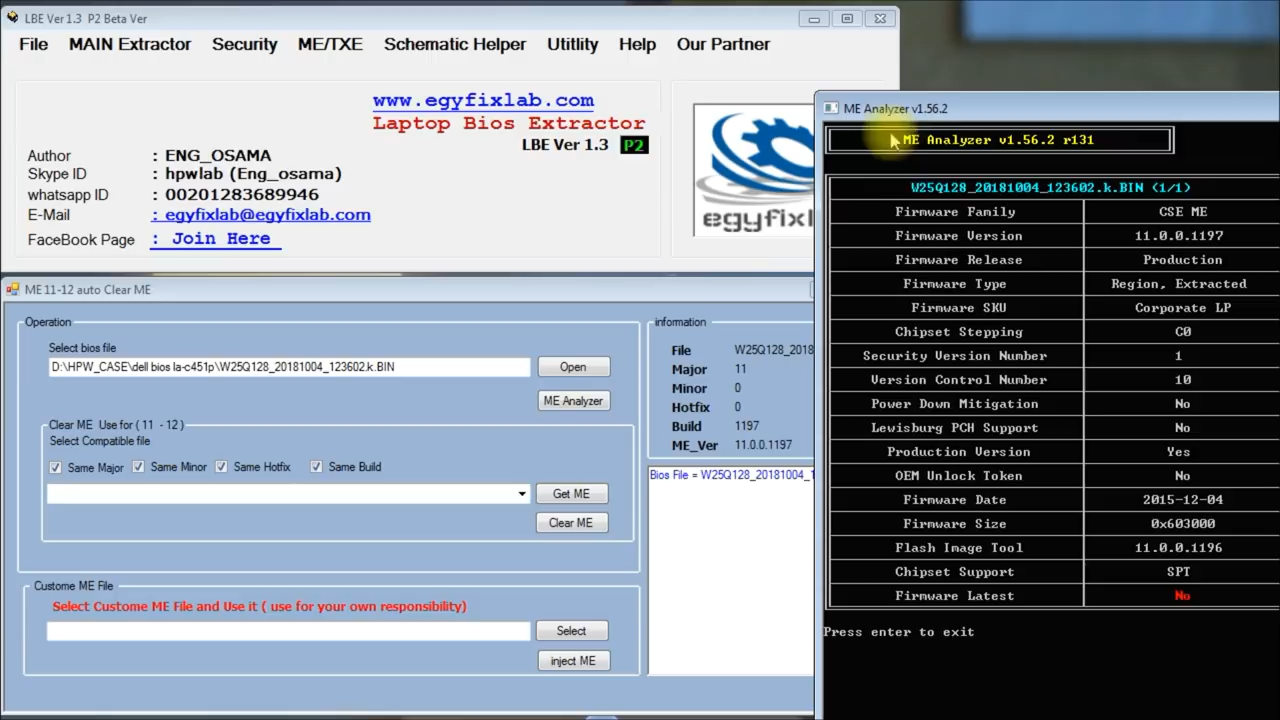 LBE Ver 1.3 P2 Beta Ver
File MAIN Extractor Security ME/TXE Schematic Helper Utitlity Help Our Partner
www.egyfixlab.com
Laptop Bios Extractor
LBE Ver 1.3 P2
Author : ENG_OSAMA
Skype ID : hpwlab (Eng_osama)
whatsapp ID : 00201283689946
E-Mail : egyfixlab@egyfixlab.com
FaceBook Page : Join Here
egyfixl
ME 11-12 auto Clear ME
Operation
Select bios file
D:\HPW_CASE\dell bios la-c451p\W25Q128_20181004_123602.k.BIN Open
ME Analyzer
Clear ME Use for ( 11 - 12 )
Select Compatible file
Same Major Same Minor Same Hotfix Same Build
Get ME
Clear ME
Custome ME File
Select Custome ME File and Use it ( use for your own responsibility)
Select
inject ME
information
File W25Q128_2018
Major 11
Minor 0
Hotfix 0
Build 1197
ME_Ver 11.0.0.1197
Bios File = W25Q128_20181004_1
ME Analyzer v1.56.2
ME Analyzer v1.56.2 r131
W25Q128_20181004_123602.k.BIN (1/1)
Firmware Family CSE ME
Firmware Version 11.0.0.1197
Firmware Release Production
Firmware Type Region, Extracted
Firmware SKU Corporate LP
Chipset Stepping C0
Security Version Number 1
Version Control Number 10
Power Down Mitigation No
Lewisburg PCH Support No
Production Version Yes
OEM Unlock Token No
Firmware Date 2015-12-04
Firmware Size 0x603000
Flash Image Tool 11.0.0.1196
Chipset Support SPT
Firmware Latest No
Press enter to exit